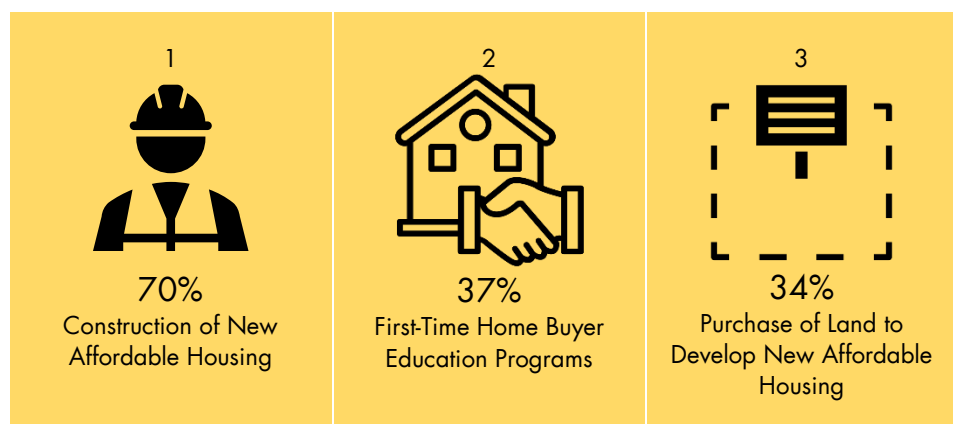 1
70%
Construction of New
Affordable Housing
2
37%
First-Time Home Buyer
Education Programs
3
34%
Purchase of Land to
Develop New Affordable
Housing